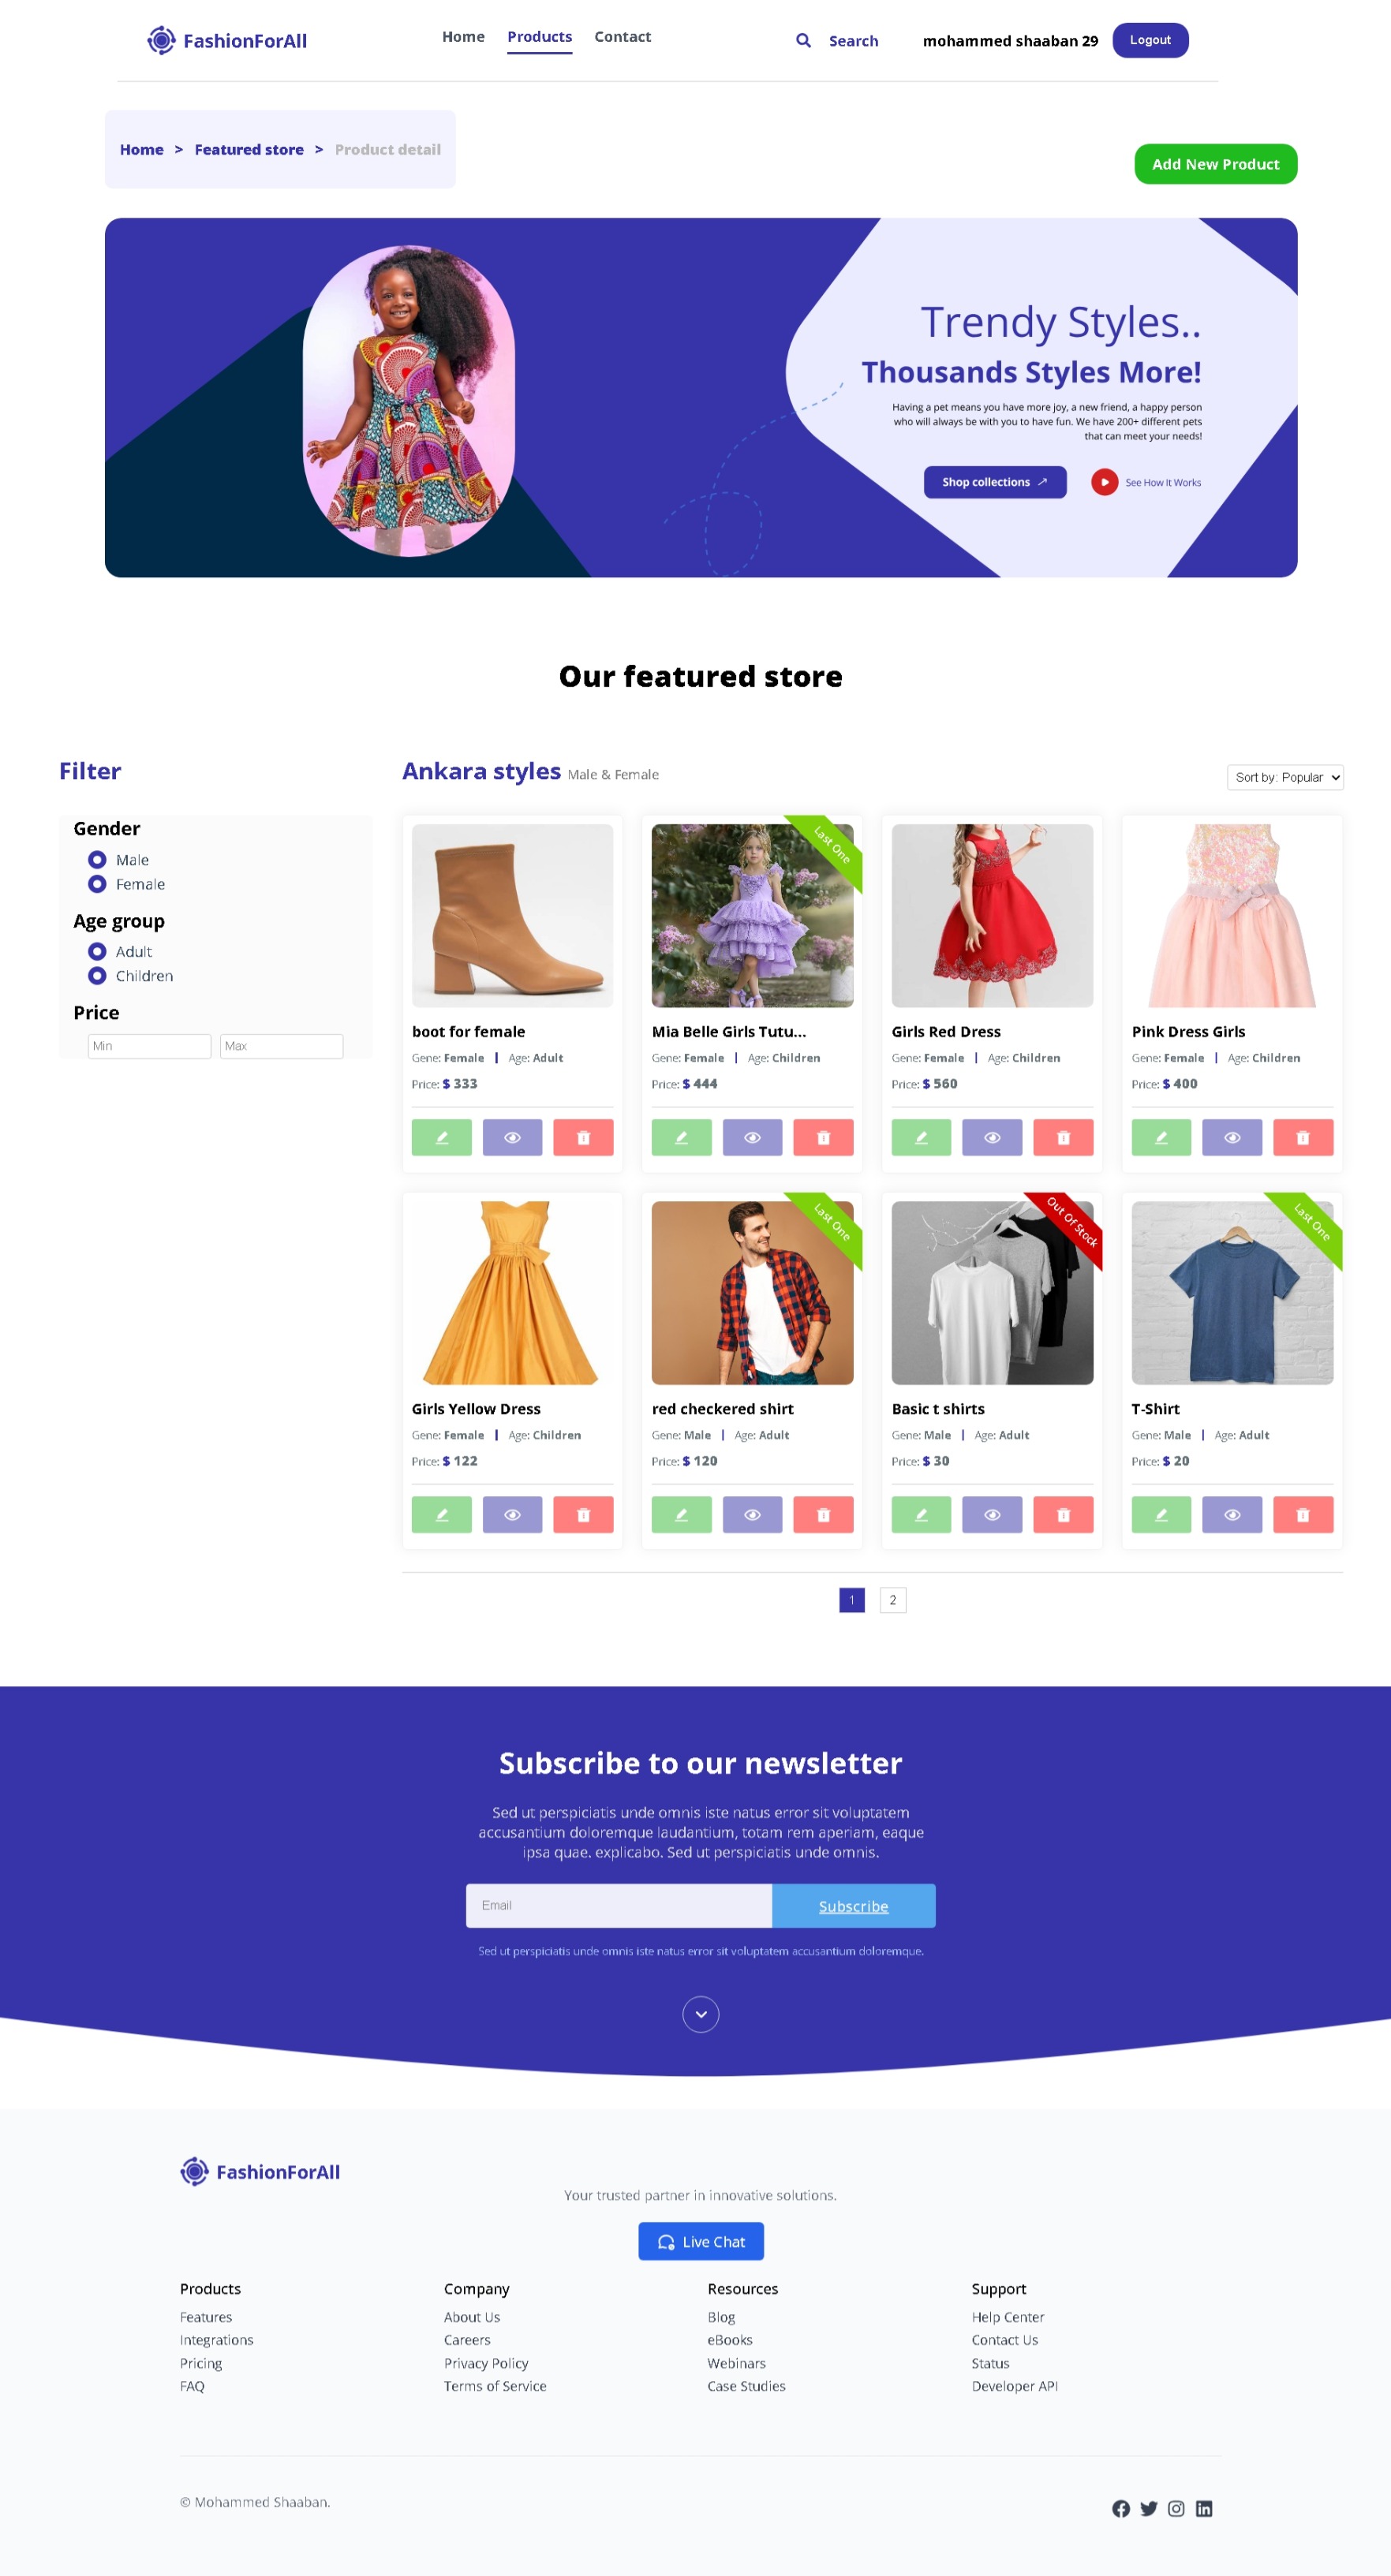 FashionForAll
Home Products Contact
Search
mohammed shaaban 29
Logout
Home > Featured store > Product detail
Add New Product
Trendy Styles..
Thousands Styles More!
Having a pet means you have more joy, a new friend, a happy person
who will always be with you to have fun. We have 200+ different pets
that can meet your needs!
Shop collections
See How It Works
Our featured store
Filter
Gender
Male
Female
Age group
Adult
Children
Price
Min Max
Ankara styles Male & Female
Sort by: Popular
boot for female
Gene: Female | Age: Adult
Price: $ 333
Last One
Mia Belle Girls Tutu...
Gene: Female | Age: Children
Price: $ 444
Girls Red Dress
Gene: Female | Age: Children
Price: $ 560
Pink Dress Girls
Gene: Female | Age: Children
Price: $ 400
Girls Yellow Dress
Gene: Female | Age: Children
Price: $ 122
Last One
red checkered shirt
Gene: Male | Age: Adult
Price: $ 120
Out Of Stock
Basic t shirts
Gene: Male | Age: Adult
Price: $ 30
Last One
T-Shirt
Gene: Male | Age: Adult
Price: $ 20
1 2
Subscribe to our newsletter
Sed ut perspiciatis unde omnis iste natus error sit voluptatem
accusantium doloremque laudantium, totam rem aperiam, eaque
ipsa quae. explicabo. Sed ut perspiciatis unde omnis.
Email
Subscribe
Sed ut perspiciatis unde omnis iste natus error sit voluptatem accusantium doloremque.
FashionForAll
Your trusted partner in innovative solutions.
Live Chat
Products
Features
Integrations
Pricing
FAQ
Company
About Us
Careers
Privacy Policy
Terms of Service
Resources
Blog
eBooks
Webinars
Case Studies
Support
Help Center
Contact Us
Status
Developer API
© Mohammed Shaaban.